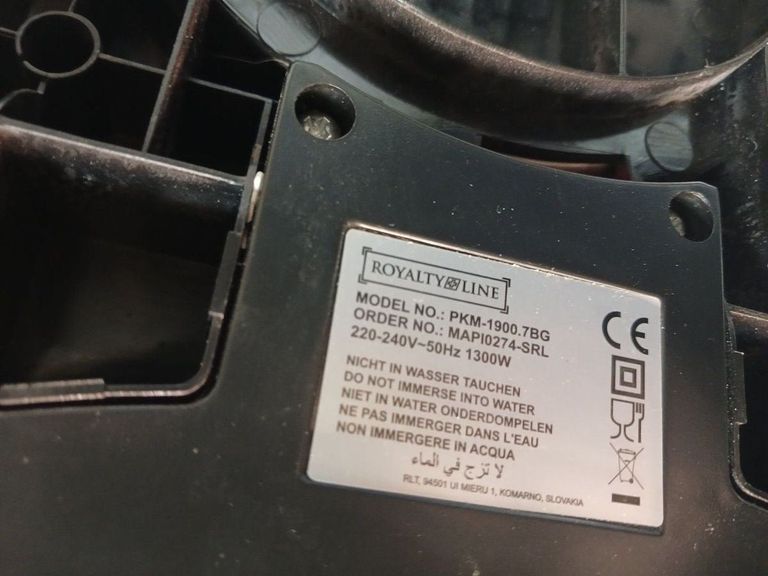 ROYALTY LINE
MODEL NO.: PKM-1900.7BG
ORDER NO.: MAPI0274-SRL
220-240V~50Hz 1300W
NICHT IN WASSER TAUCHEN
DO NOT IMMERSE INTO WATER
NIET IN WATER ONDERDOMPELEN
NE PAS IMMERGER DANS L'EAU
NON IMMERGERE IN ACQUA
لا تزج في الماء
RLT, 94501 UI MIERU 1, KOMARNO, SLOVAKIA
CE